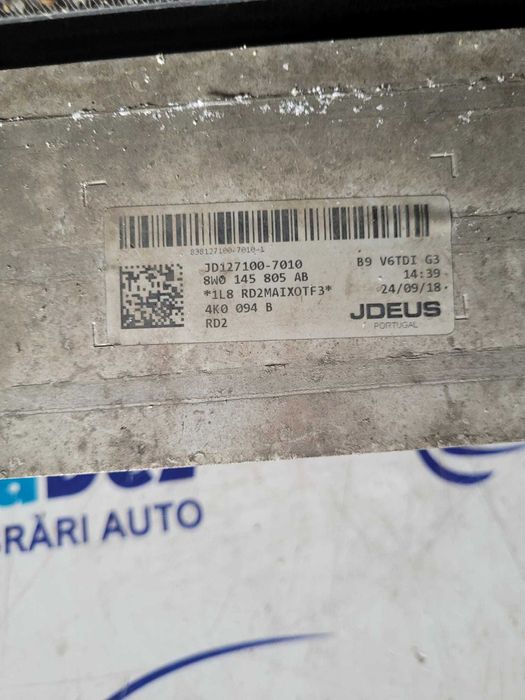 838127100-7010-1
JD127100-7010
8W0 145 805 AB
*1L8 RD2MAIXOTF3*
4K0 094 B
RD2
B9 V6TDI G3
14:39
24/09/18
JDEUS
PORTUGAL
BRĂRI AUTO